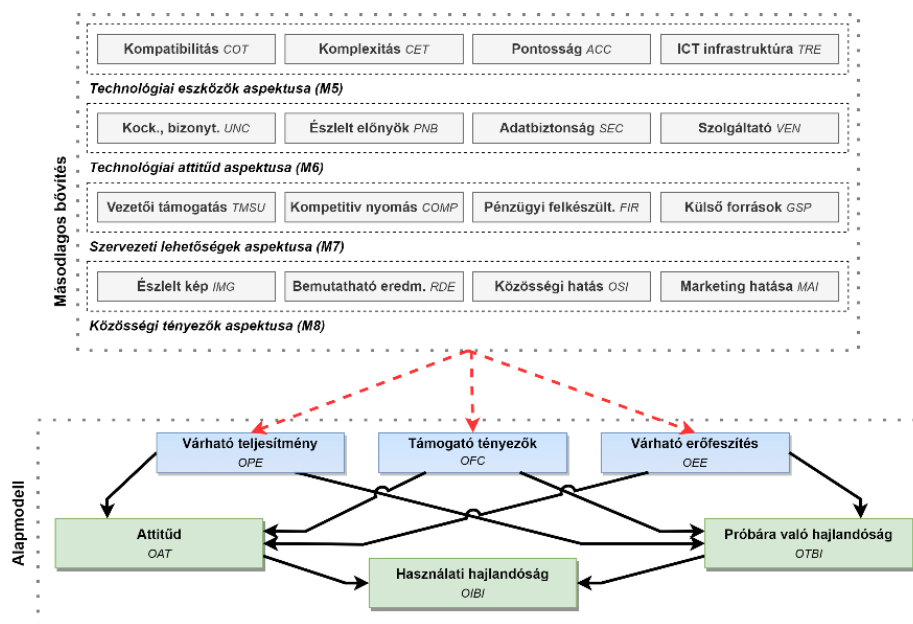 Kompatibilitás COT
Komplexitás CET
Pontosság ACC
ICT infrastruktúra TRE
Technológiai eszközök aspektusa (M5)
Kock., bizonyt. UNC
Észlelt előnyök PNB
Adatbiztonság SEC
Szolgáltató VEN
Technológiai attitűd aspektusa (M6)
Vezetői támogatás TMSU
Kompetitiv nyomás COMP
Pénzügyi felkészült. FIR
Külső források GSP
Szervezeti lehetőségek aspektusa (M7)
Észlelt kép IMG
Bemutatható eredm. RDE
Közösségi hatás OSI
Marketing hatása MAI
Közösségi tényezők aspektusa (M8)
Másodlagos bővítés
Várható teljesítmény
OPE
Támogató tényezők
OFC
Várható erőfeszítés
OEE
Attitűd
OAT
Próbára való hajlandóság
OTBI
Használati hajlandóság
OIBI
Alapmodell